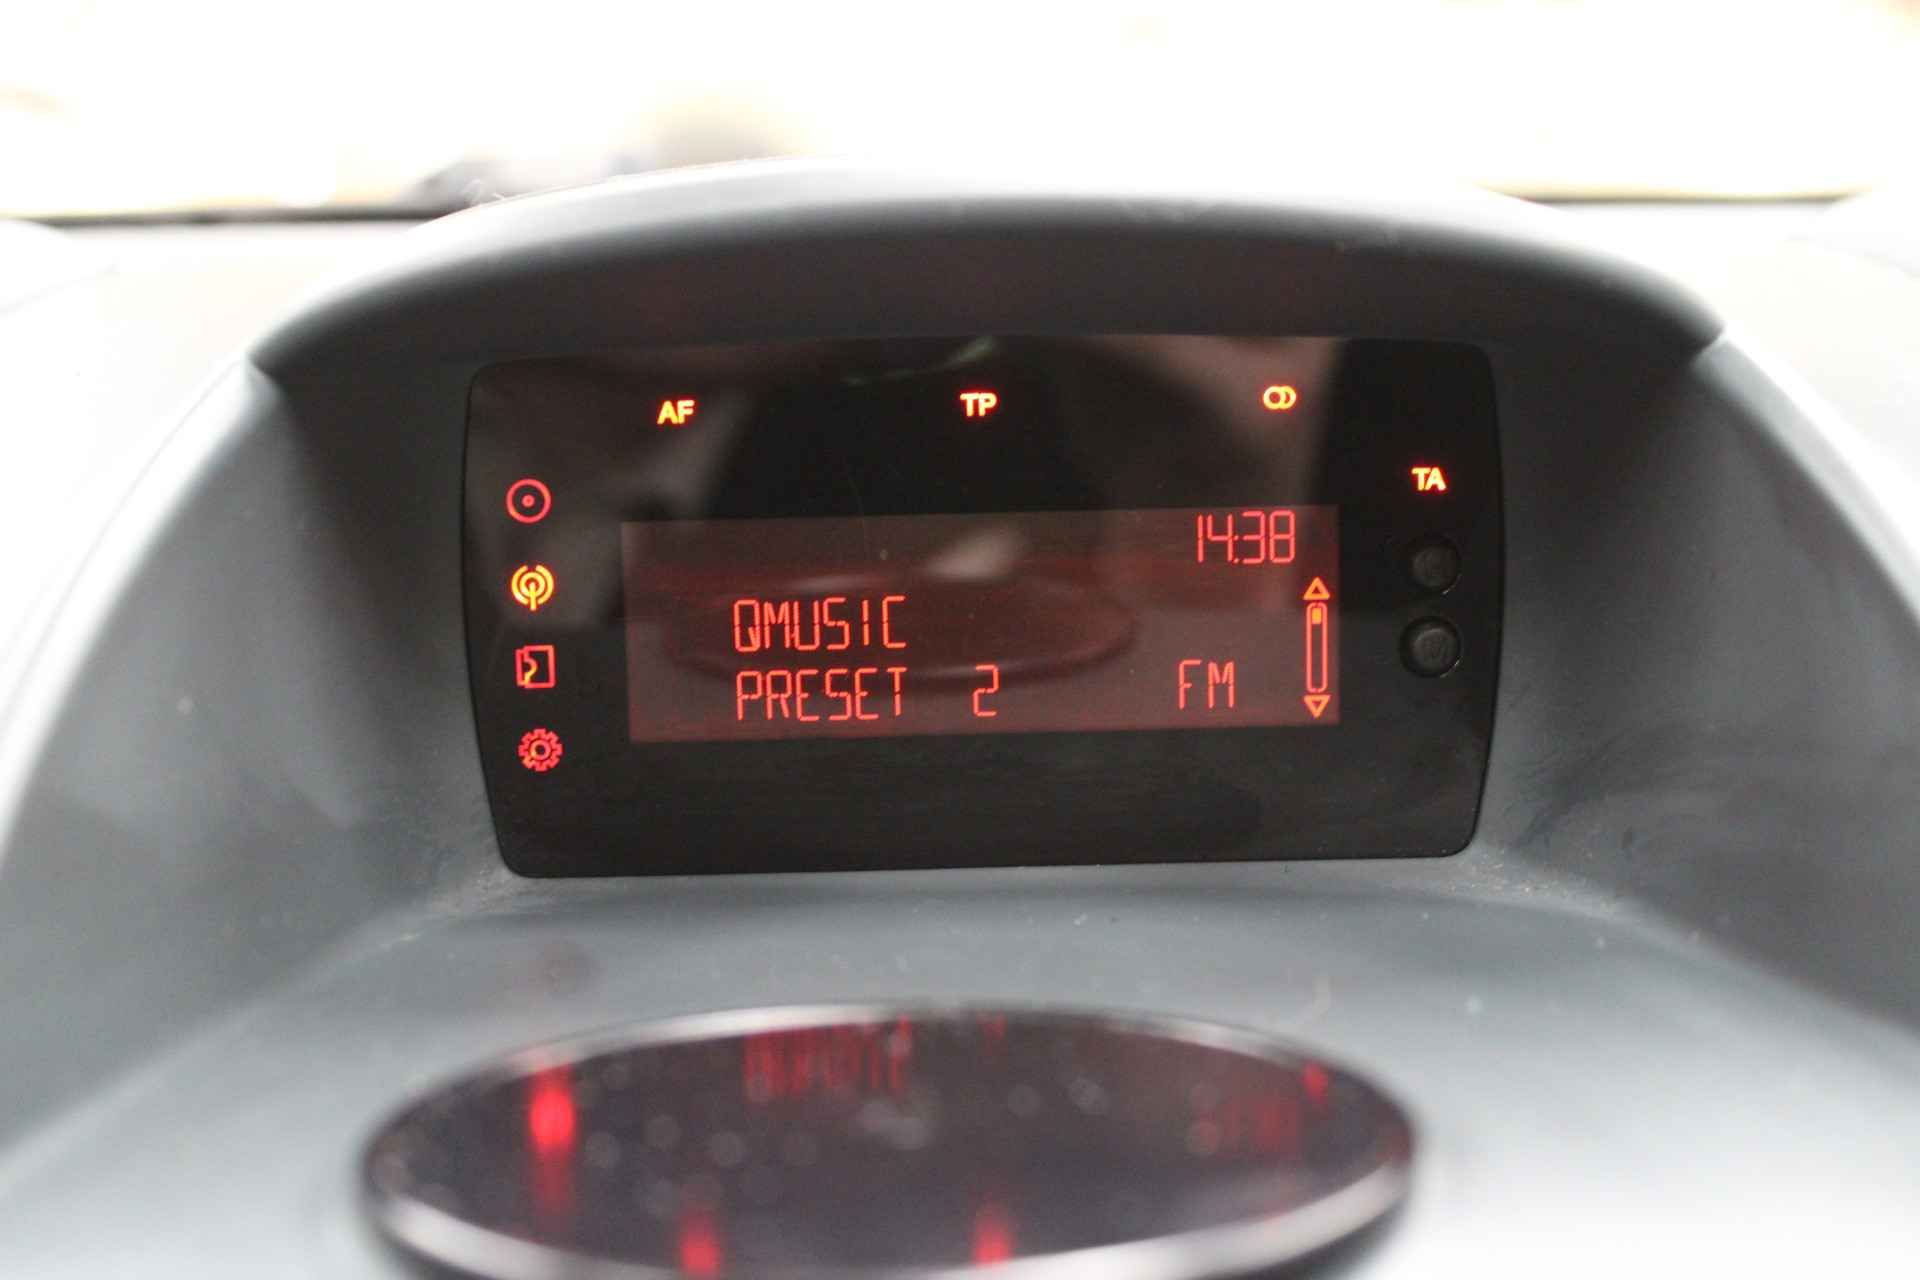 AF TP
TA
14:38
QMUSIC
PRESET 2 FM